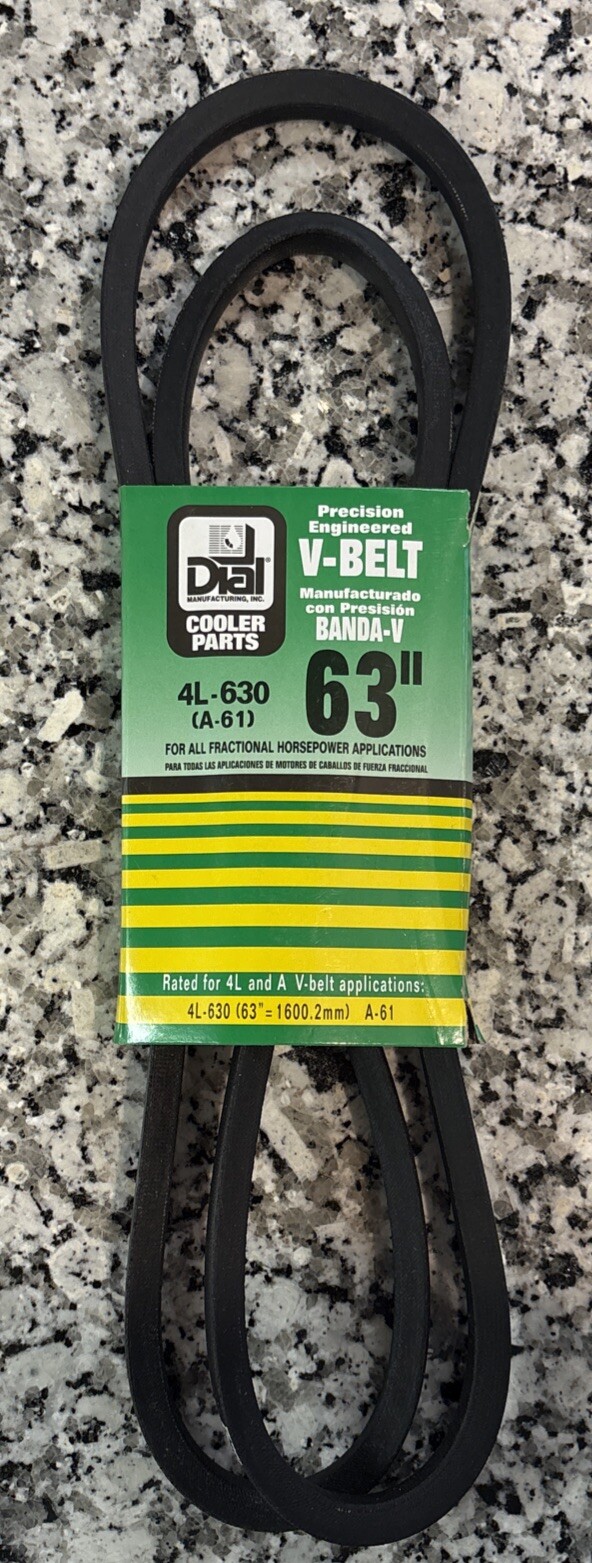 Dial®
MANUFACTURING, INC.
COOLER
PARTS
Precision
Engineered
V-BELT
Manufacturado
con Precisión
BANDA-V
4L-630
(A-61)
63"
FOR ALL FRACTIONAL HORSEPOWER APPLICATIONS
PARA TODAS LAS APLICACIONES DE MOTORES DE CABALLOS DE FUERZA FRACCIONAL
Rated for 4L and A V-belt applications:
4L-630 (63"= 1600.2mm) A-61